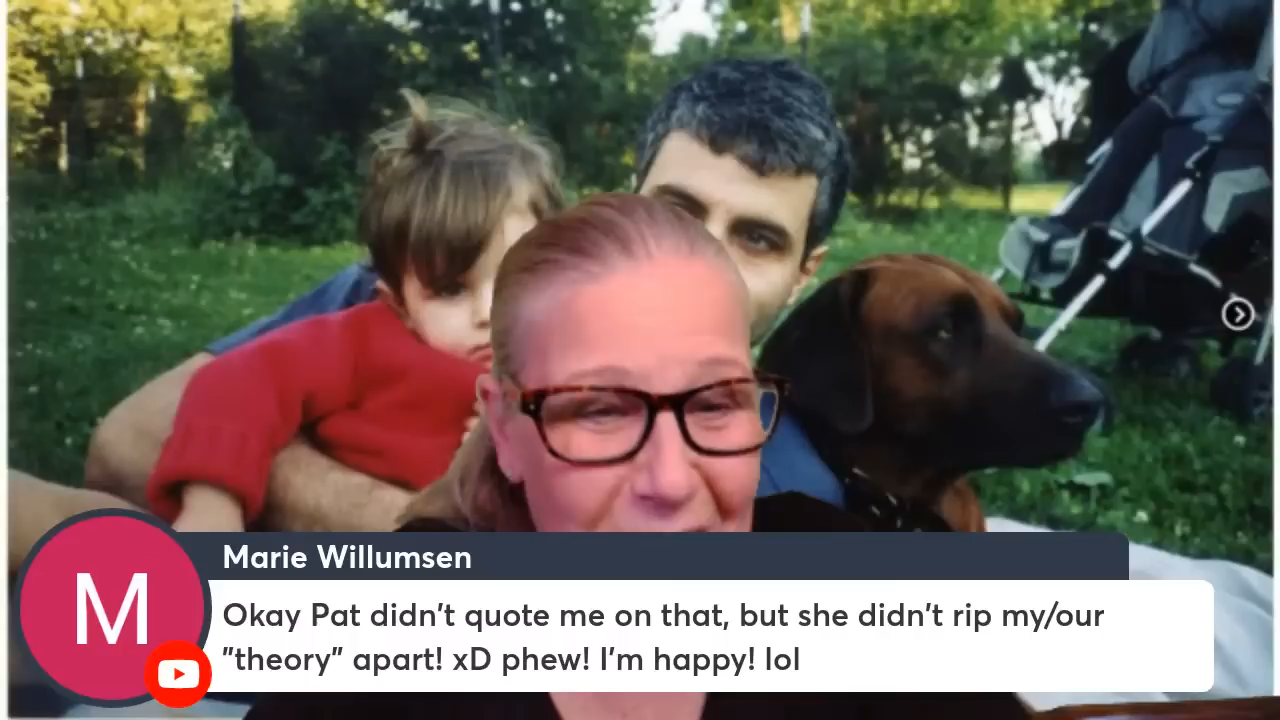 M
Marie Willumsen
Okay Pat didn't quote me on that, but she didn't rip my/our
"theory" apart! xD phew! I'm happy! lol